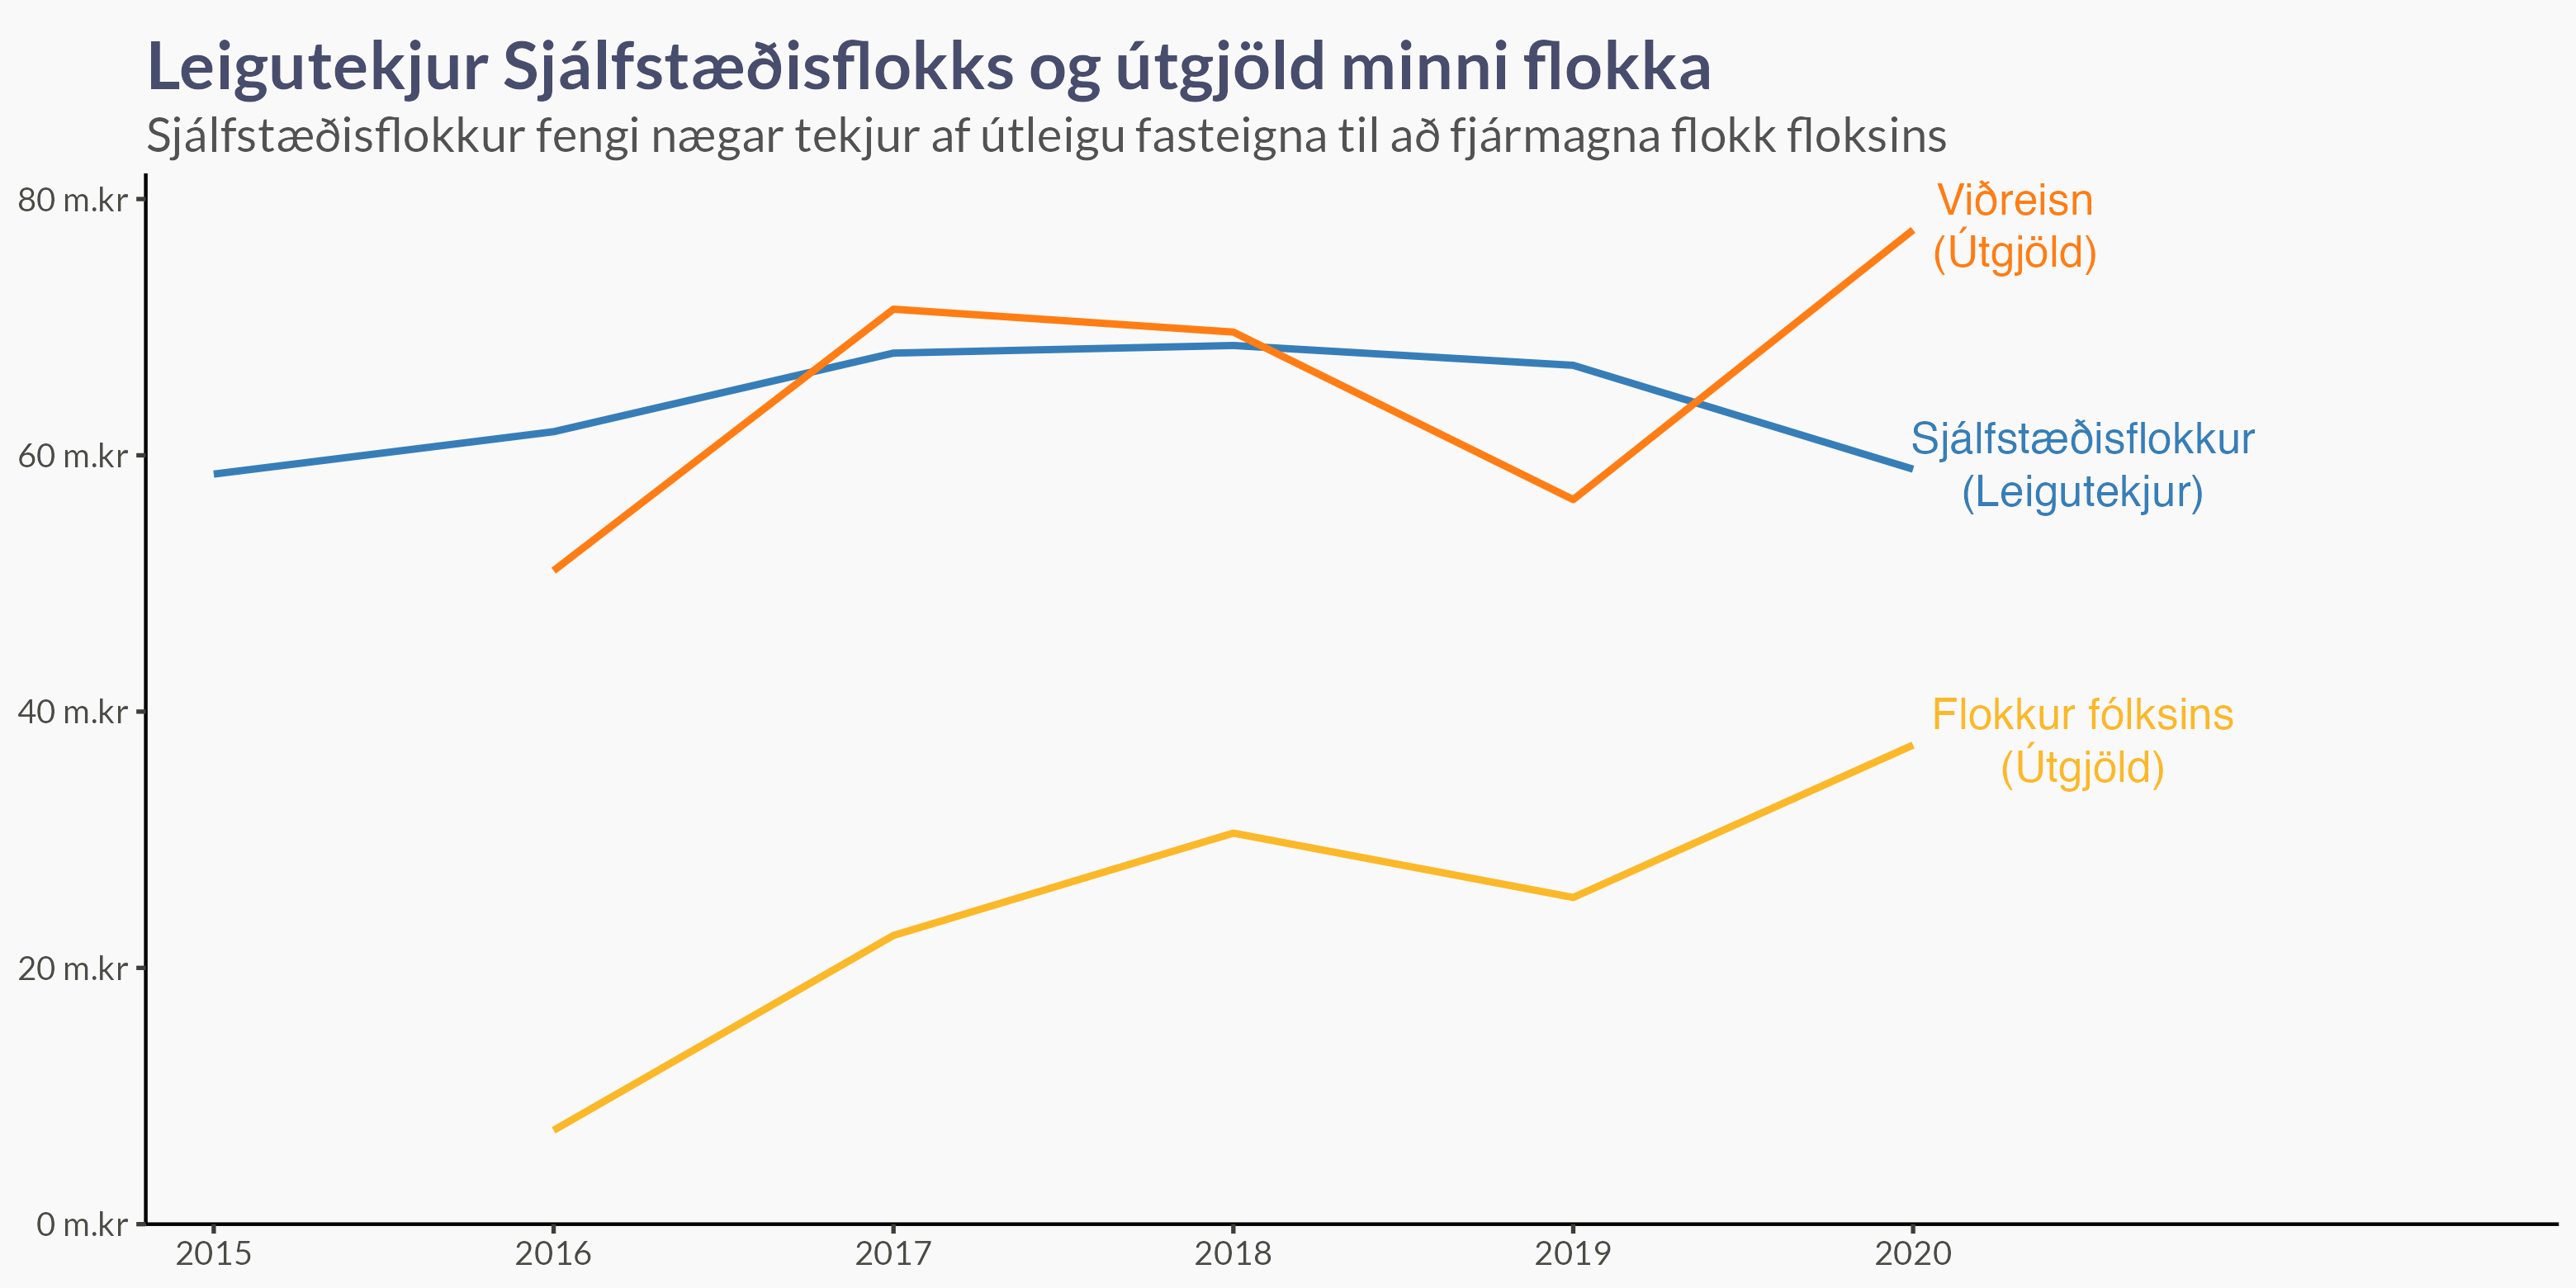 Leigutekjur Sjálfstæðisflokks og útgjöld minni flokka
Sjálfstæðisflokkur fengi nægar tekjur af útleigu fasteigna til að fjármagna flokk floksins
80 m.kr
60 m.kr
40 m.kr
20 m.kr
0 m.kr
Viðreisn
(Útgjöld)
Sjálfstæðisflokkur
(Leigutekjur)
Flokkur fólksins
(Útgjöld)
2015
2016
2017
2018
2019
2020